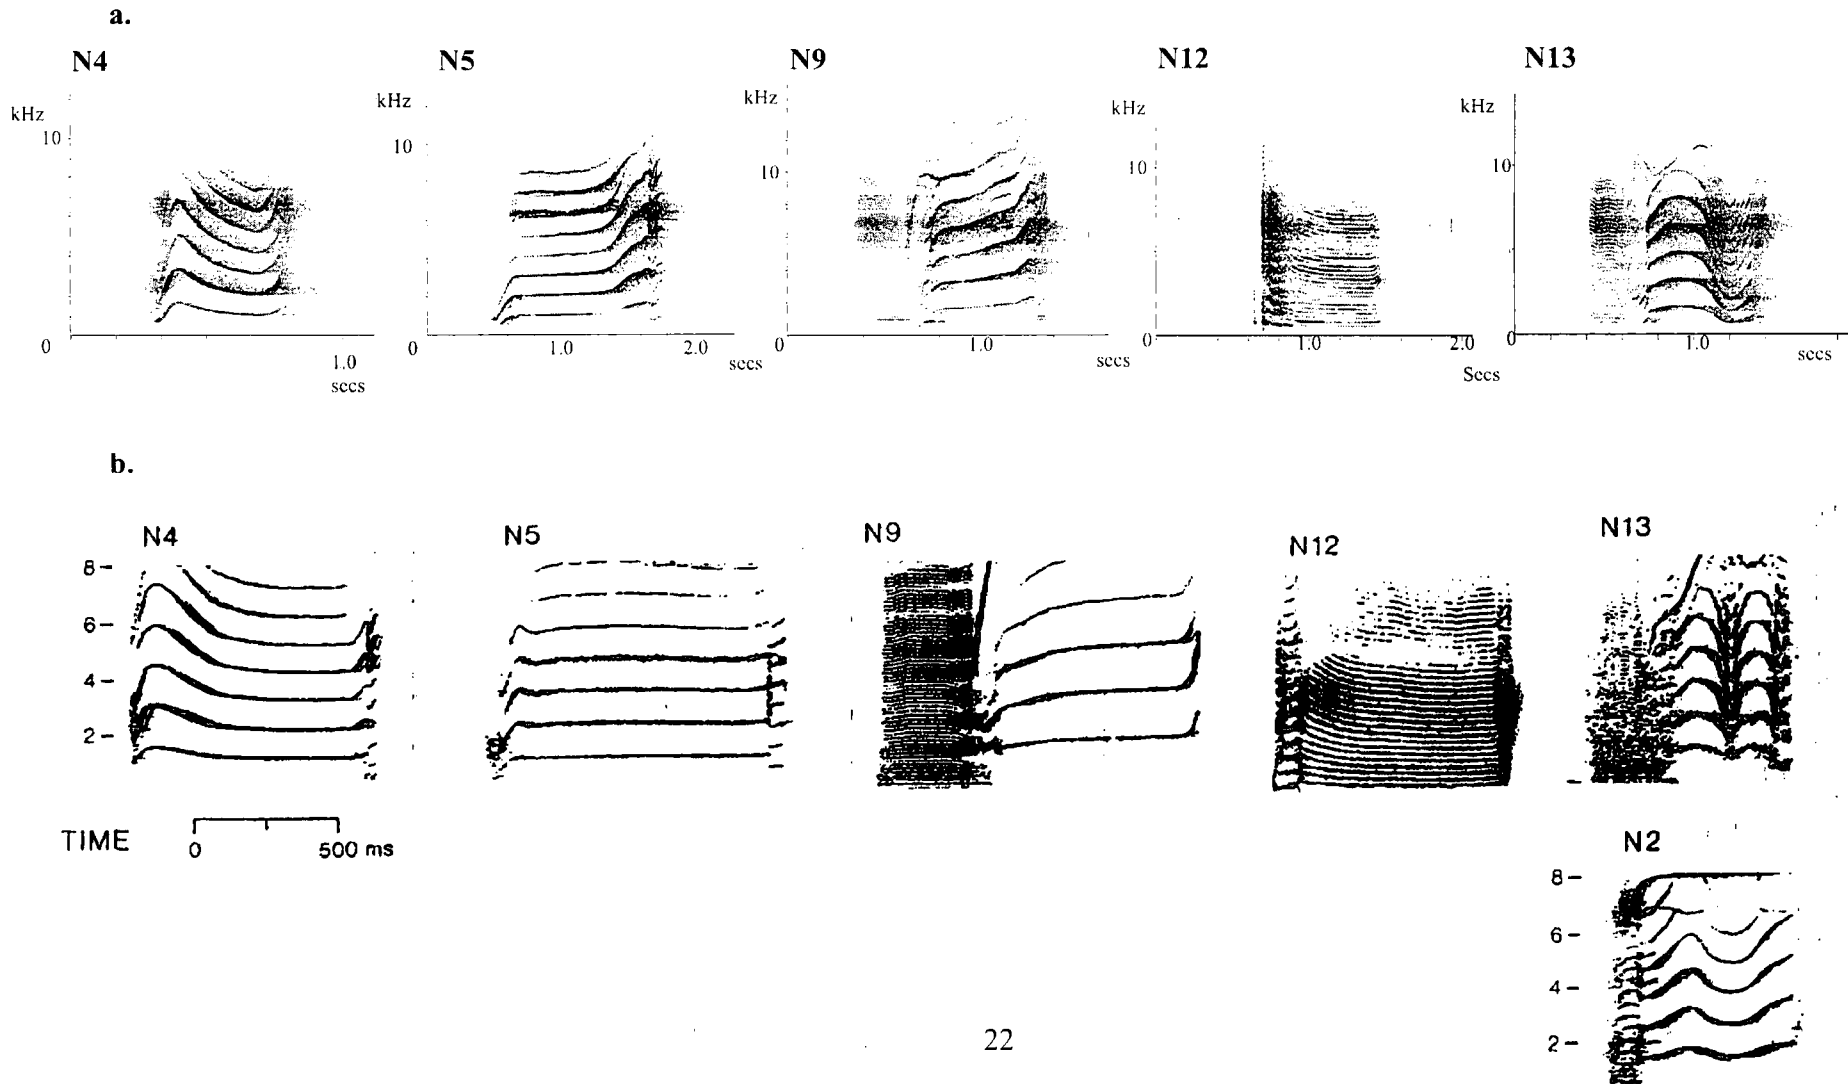 a.
N4 N5 N9 N12 N13
kHz kHz kHz kHz kHz
10 10 10 10 10
0 1.0 secs
0 1.0 2.0 secs
0 1.0 secs
0 1.0 2.0 Secs
0 1.0 secs
b.
N4 N5 N9 N12 N13
8
6
4
2
TIME 0 500 ms
N2
8
6
4
2
22